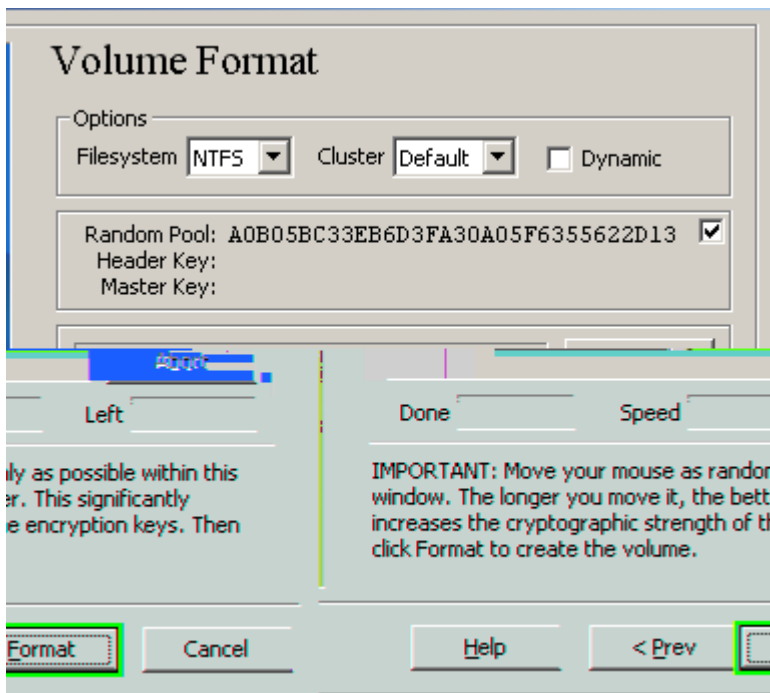 Volume Format
Options
Filesystem NTFS Cluster Default Dynamic
Random Pool: A0B05BC33EB6D3FA30A05F6355622D13
Header Key:
Master Key:
Left
Done Speed
nly as possible within this
er. This significantly
e encryption keys. Then
IMPORTANT: Move your mouse as random
window. The longer you move it, the bett
increases the cryptographic strength of th
click Format to create the volume.
Format Cancel
Help < Prev